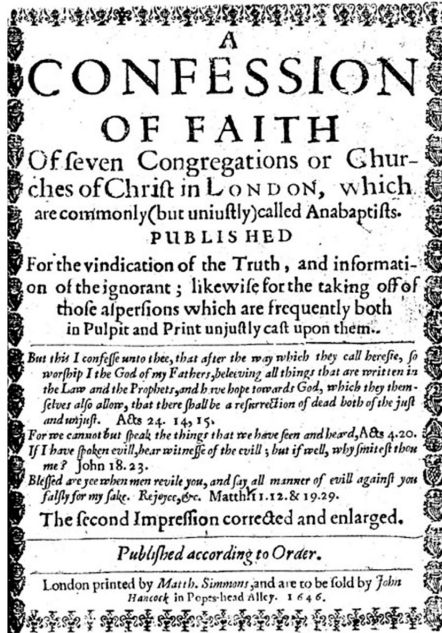 A
CONFESSION
OF FAITH
Of ſeven Congregations or Chur-
ches of Chriſt in LONDON, which
are commonly (but uniuſtly) called Anabaptiſts.
PUBLISHED
For the vindication of the Truth, and informati-
on of the ignorant; likewiſe for the taking off of
thoſe aſperſions which are frequently both
in Pulpit and Print unjuſtly caſt upon them.
But this I confeſſe unto thee, that after the way which they call hereſie, ſo
worſhip I the God of my Fathers, beleeving all things that are written in
the Law and the Prophets, and have hope towards God, which they them-
ſelves alſo allow, that there ſhall be a reſurrection of dead both of the juſt
and unjuſt. Acts 24. 14, 15.
For we cannot but ſpeak the things that we have ſeen and heard, Acts 4.20.
If I have ſpoken evill, bear witneſſe of the evill; but if well, why ſmiteſt thou
me? John 18. 23.
Bleſſed are yee when men revile you, and ſay all manner of evill againſt you
falſly for my ſake. Rejoyce, &c. Matth. 11.12. & 19.29.
The ſecond Impreſſion corrected and enlarged.
Publiſhed according to Order.
London printed by Matth. Simmons, and are to be ſold by John
Hancock in Popes-head Alley. 1646.